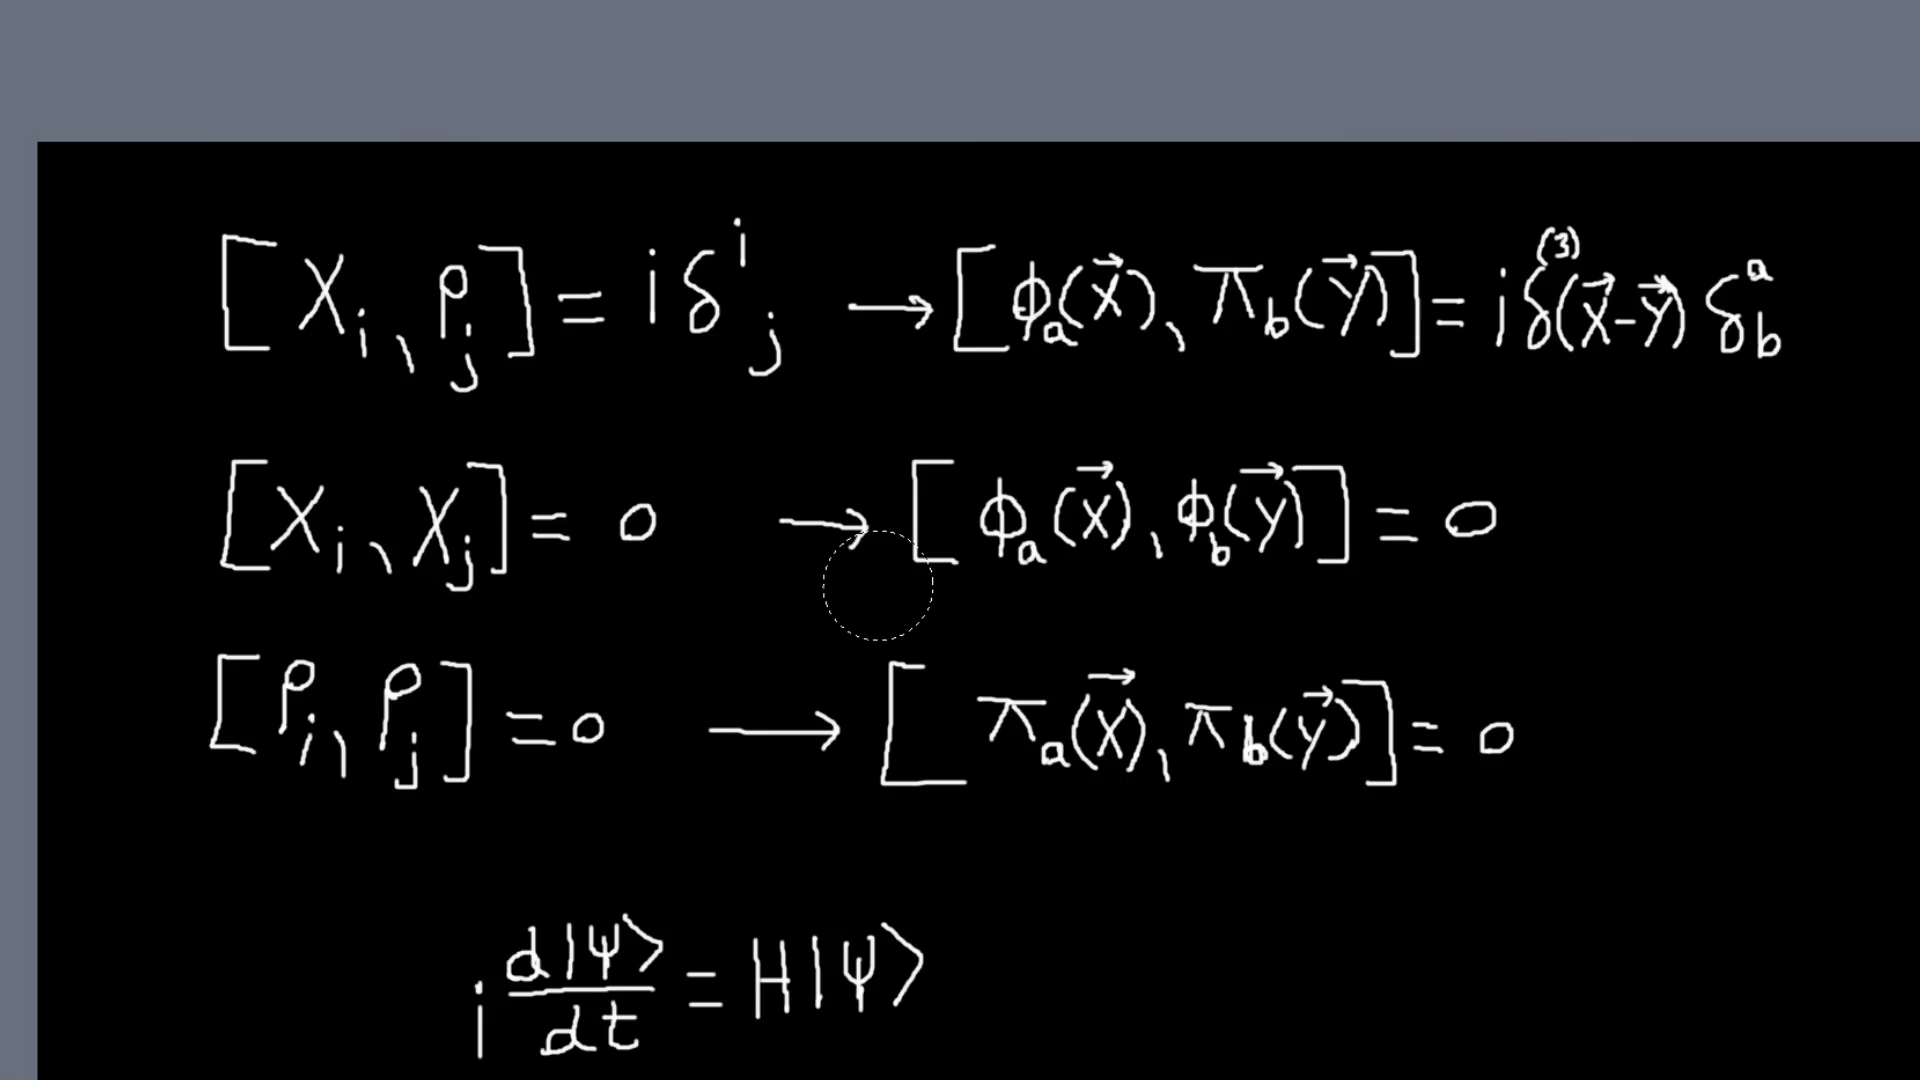 [X_i, P_j] = iδ^i_j → [ϕ_a(x⃗), π_b(y⃗)] = iδ^(3)(x⃗-y⃗) δ^a_b
[X_i, X_j] = 0 → [ϕ_a(x⃗), ϕ_b(y⃗)] = 0
[P_i, P_j] = 0 → [π_a(x⃗), π_b(y⃗)] = 0
i d|ψ⟩/dt = H|ψ⟩